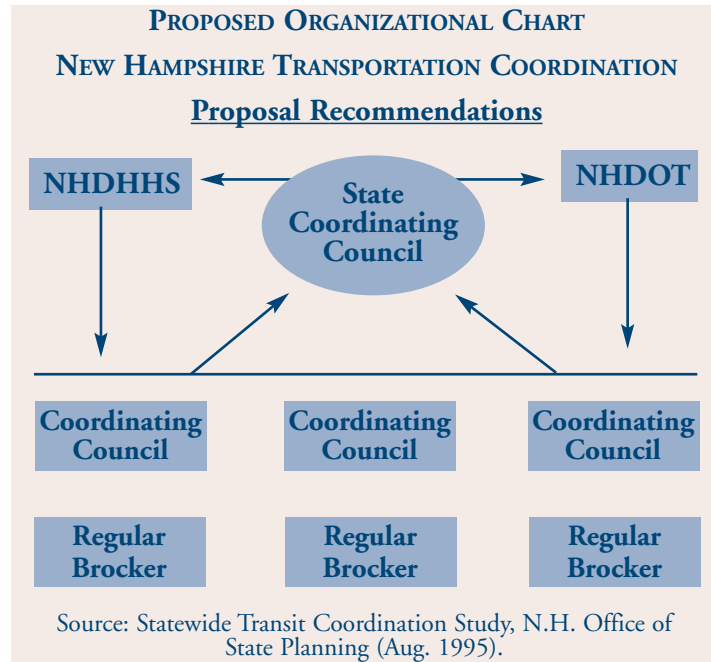 PROPOSED ORGANIZATIONAL CHART
NEW HAMPSHIRE TRANSPORTATION COORDINATION
Proposal Recommendations
NHDHHS
State
Coordinating
Council
NHDOT
Coordinating
Council
Coordinating
Council
Coordinating
Council
Regular
Brocker
Regular
Brocker
Regular
Brocker
Source: Statewide Transit Coordination Study, N.H. Office of
State Planning (Aug. 1995).